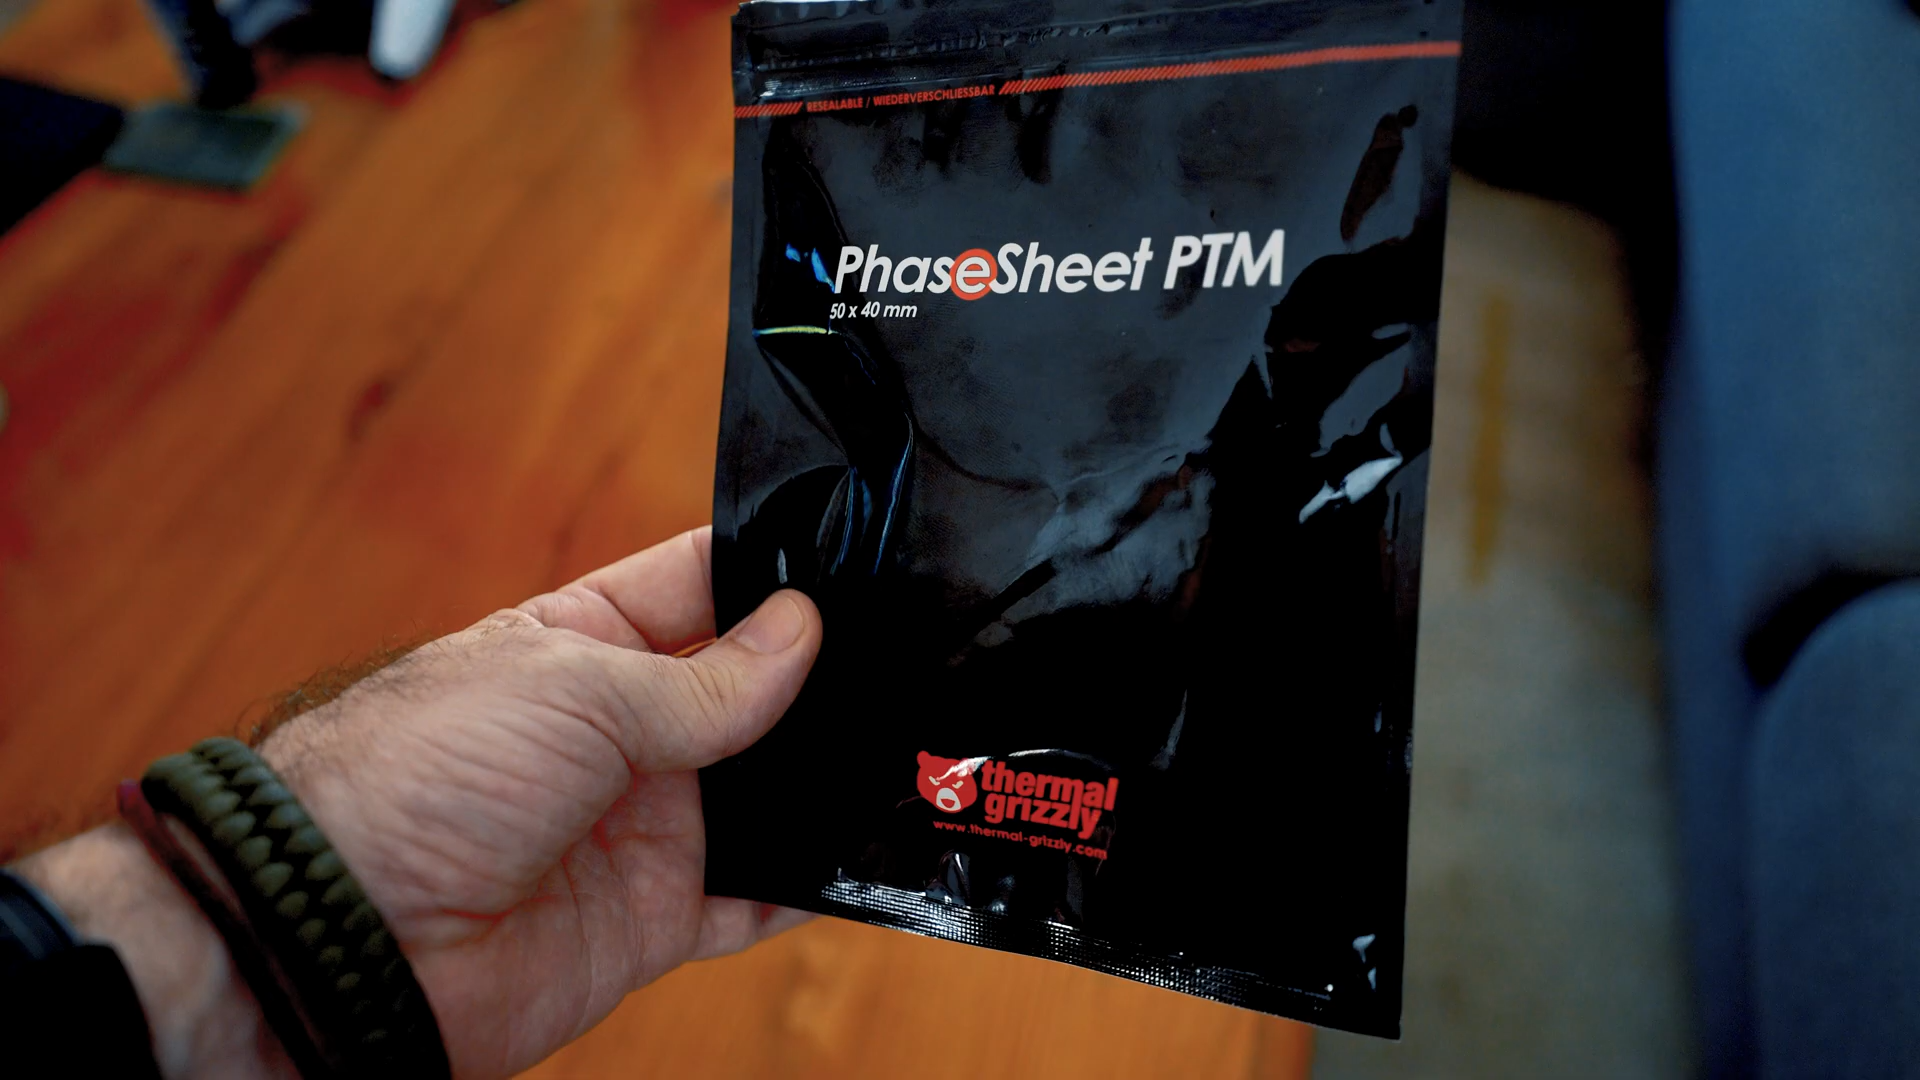 RESEALABLE / WIEDERVERSCHLIESSBAR
PhaseSheet PTM
50 x 40 mm
thermal
grizzly
www.thermal-grizzly.com